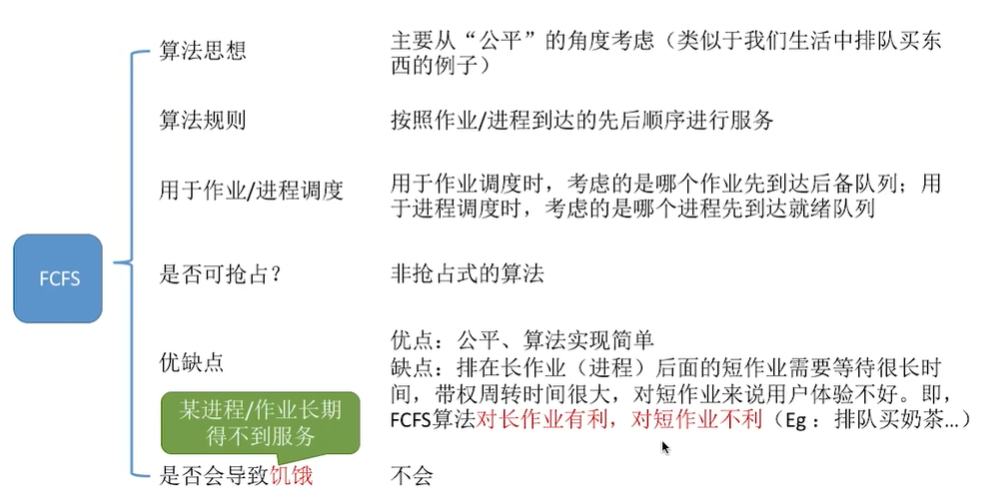 算法思想
主要从“公平”的角度考虑（类似于我们生活中排队买东
西的例子）
算法规则
按照作业/进程到达的先后顺序进行服务
用于作业/进程调度
用于作业调度时，考虑的是哪个作业先到达后备队列；用
于进程调度时，考虑的是哪个进程先到达就绪队列
FCFS
是否可抢占？
非抢占式的算法
优缺点
优点：公平、算法实现简单
缺点：排在长作业（进程）后面的短作业需要等待很长时
间，带权周转时间很大，对短作业来说用户体验不好。即，
FCFS算法对长作业有利，对短作业不利（Eg：排队买奶茶…）
某进程/作业长期
得不到服务
是否会导致饥饿
不会